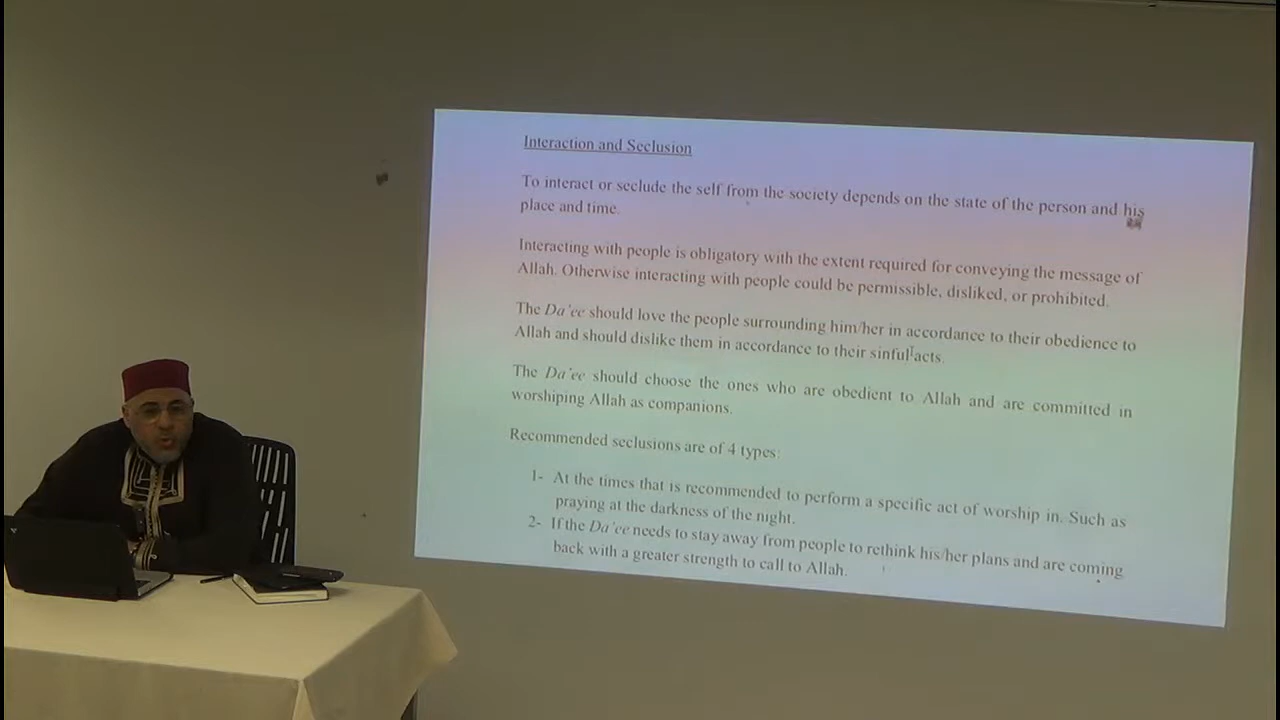 Interaction and Seclusion
To interact or seclude the self from the society depends on the state of the person and his
place and time.
Interacting with people is obligatory with the extent required for conveying the message of
Allah. Otherwise interacting with people could be permissible, disliked, or prohibited.
The Da'ee should love the people surrounding him/her in accordance to their obedience to
Allah and should dislike them in accordance to their sinful acts.
The Da'ee should choose the ones who are obedient to Allah and are committed in
worshiping Allah as companions.
Recommended seclusions are of 4 types:
1- At the times that is recommended to perform a specific act of worship in. Such as
praying at the darkness of the night.
2- If the Da'ee needs to stay away from people to rethink his/her plans and are coming
back with a greater strength to call to Allah.